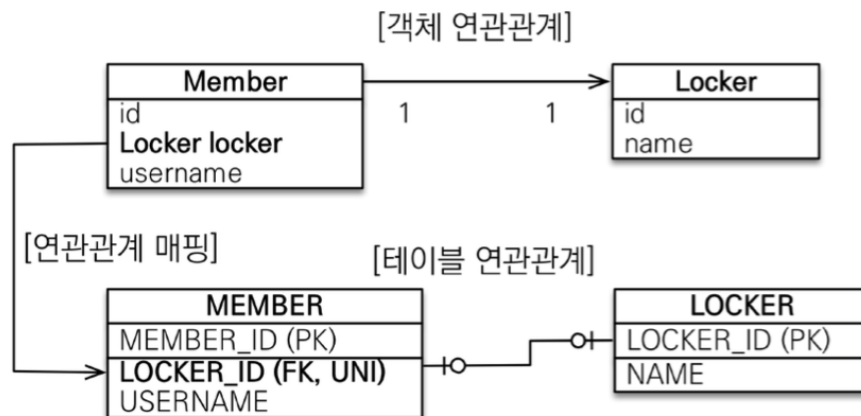 [객체 연관관계]
Member
id
Locker locker
username
1
1
Locker
id
name
[연관관계 매핑]
[테이블 연관관계]
MEMBER
MEMBER_ID (PK)
LOCKER_ID (FK, UNI)
USERNAME
LOCKER
LOCKER_ID (PK)
NAME